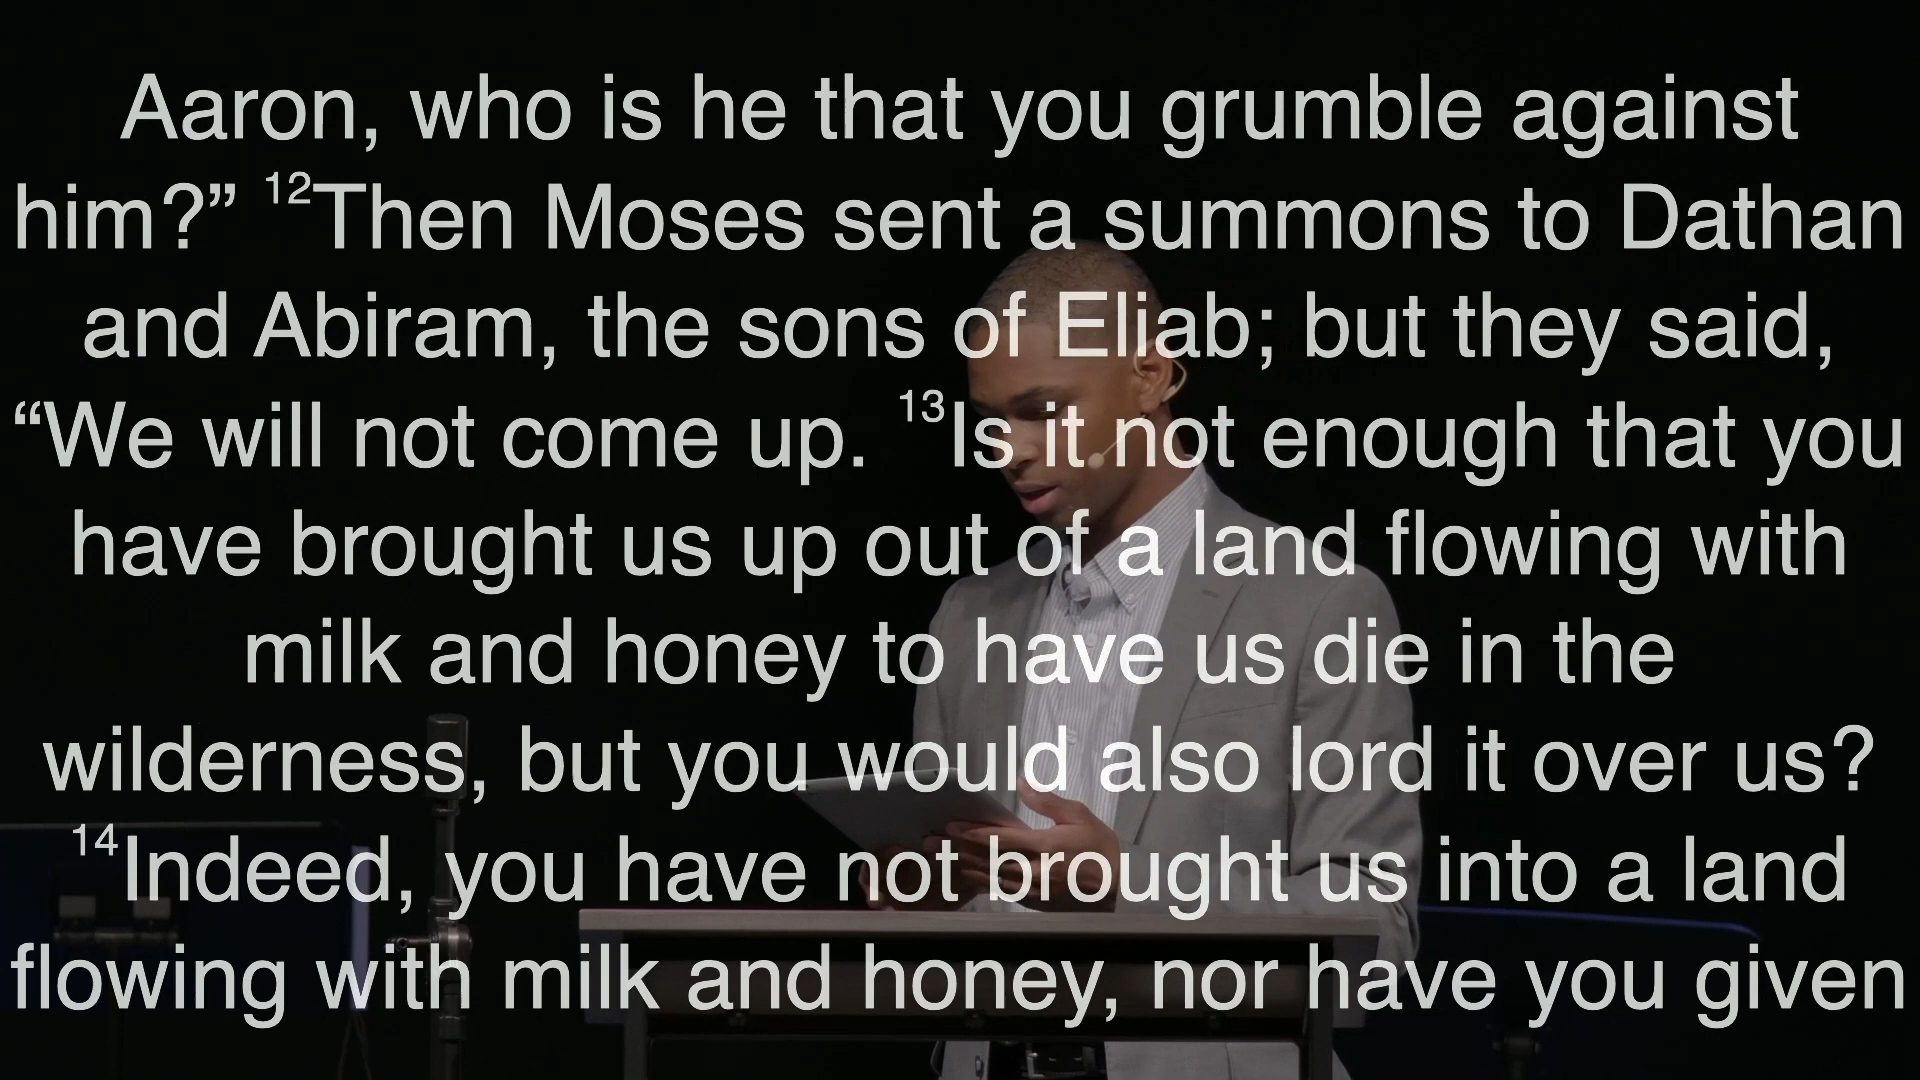 Aaron, who is he that you grumble against
him?” 12Then Moses sent a summons to Dathan
and Abiram, the sons of Eliab; but they said,
“We will not come up. 13Is it not enough that you
have brought us up out of a land flowing with
milk and honey to have us die in the
wilderness, but you would also lord it over us?
14Indeed, you have not brought us into a land
flowing with milk and honey, nor have you given